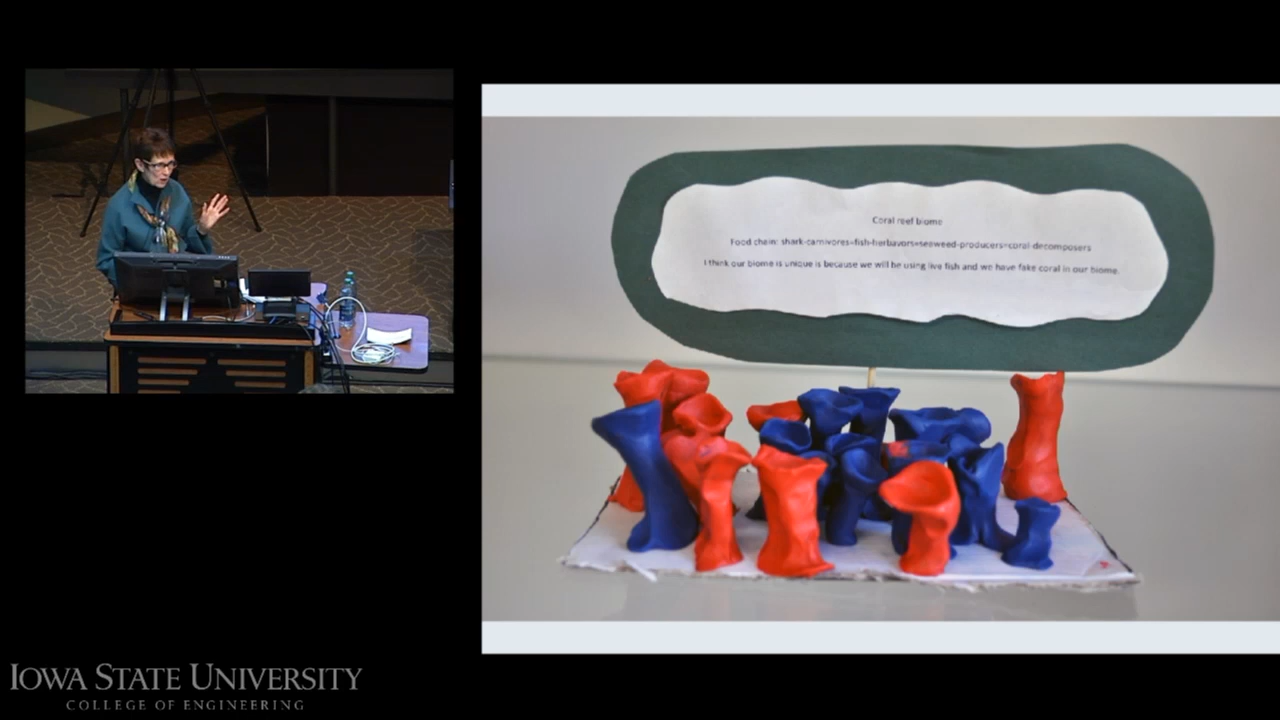 Coral reef biome
Food chain: shark-carnivores=fish-herbavors=seaweed-producers=coral-decomposers
I think our biome is unique is because we will be using live fish and we have fake coral in our biome.
IOWA STATE UNIVERSITY
COLLEGE OF ENGINEERING